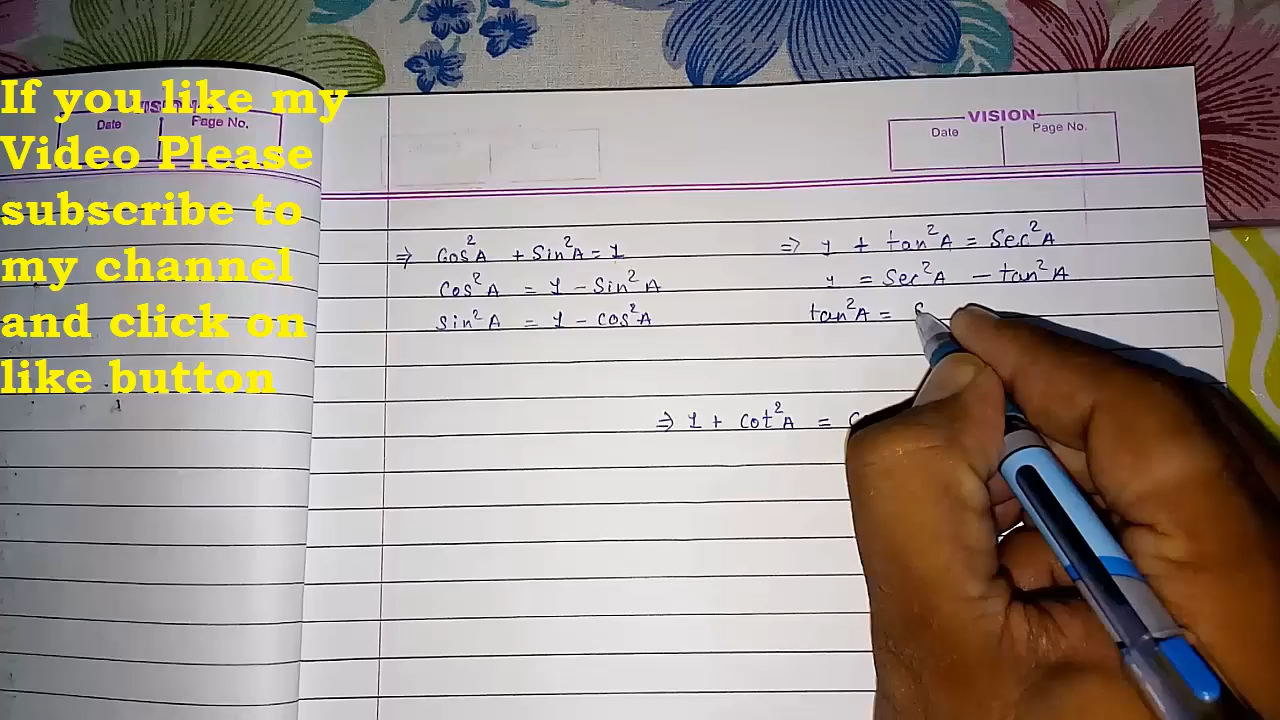 If you like my
Video Please
subscribe to
my channel
and click on
like button
Date Page No.
VISION
Date Page No.
⇒ Cos²A + Sin²A = 1
Cos²A = 1 - Sin²A
Sin²A = 1 - Cos²A
⇒ 1 + tan²A = Sec²A
1 = Sec²A - tan²A
tan²A =
⇒ 1 + Cot²A =